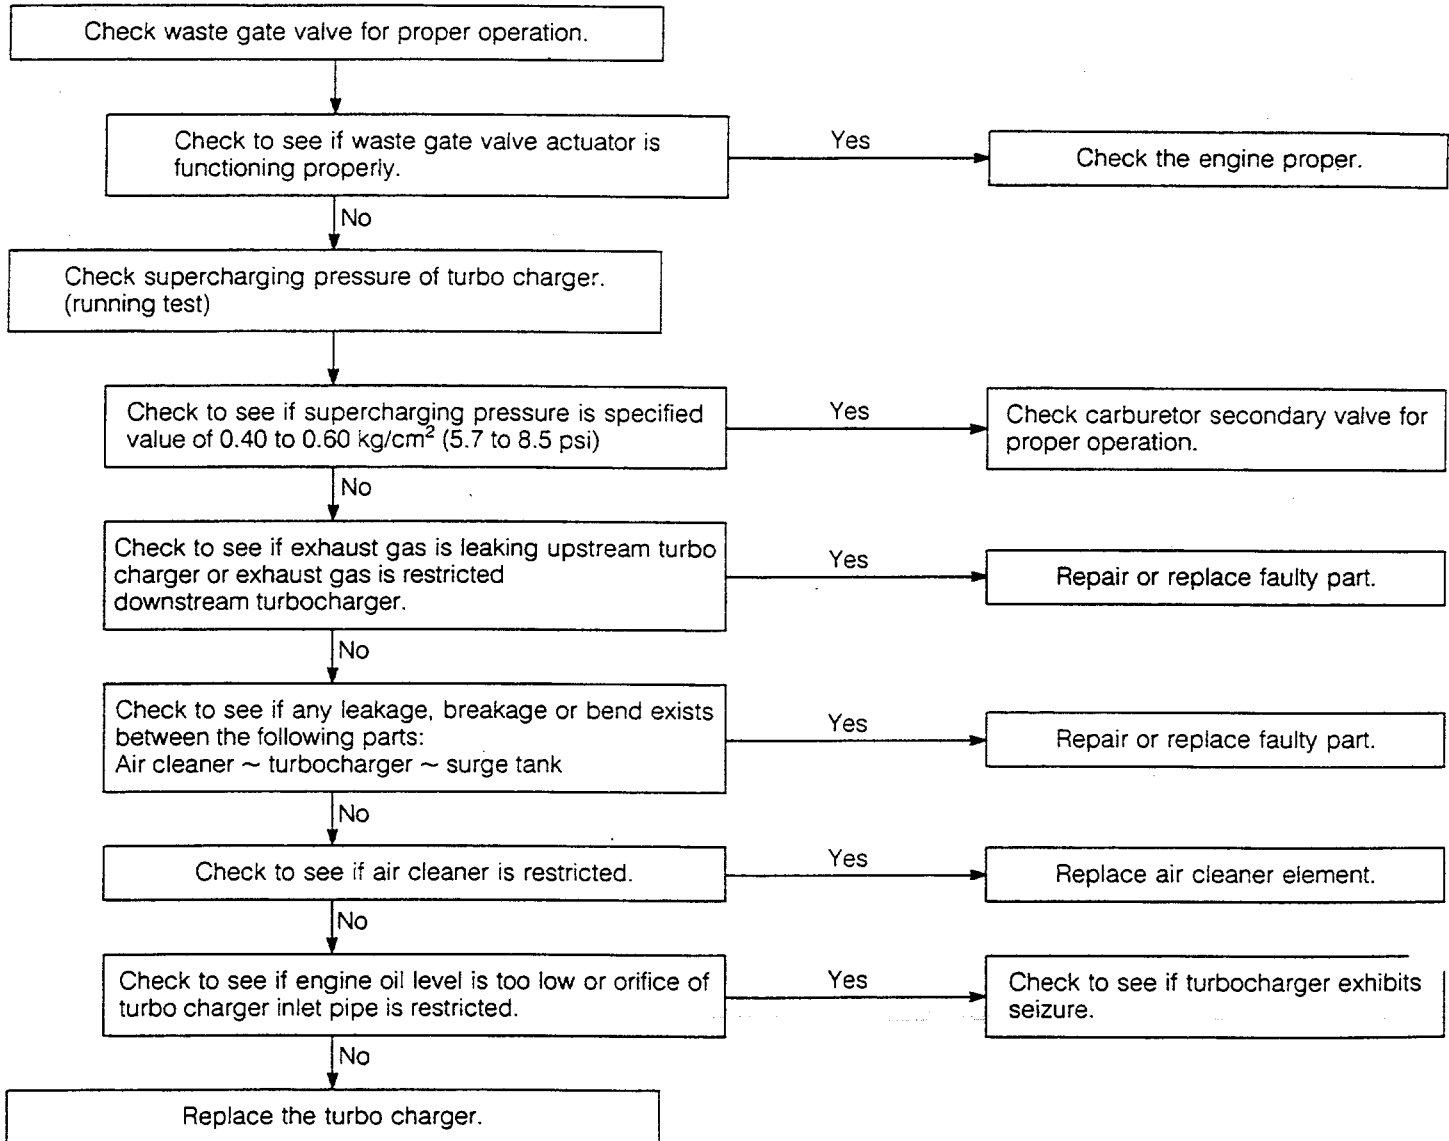 Check waste gate valve for proper operation.
Check to see if waste gate valve actuator is
functioning properly.
Yes
Check the engine proper.
No
Check supercharging pressure of turbo charger.
(running test)
Check to see if supercharging pressure is specified
value of 0.40 to 0.60 kg/cm² (5.7 to 8.5 psi)
Yes
Check carburetor secondary valve for
proper operation.
No
Check to see if exhaust gas is leaking upstream turbo
charger or exhaust gas is restricted
downstream turbocharger.
Yes
Repair or replace faulty part.
No
Check to see if any leakage, breakage or bend exists
between the following parts:
Air cleaner ~ turbocharger ~ surge tank
Yes
Repair or replace faulty part.
No
Check to see if air cleaner is restricted.
Yes
Replace air cleaner element.
No
Check to see if engine oil level is too low or orifice of
turbo charger inlet pipe is restricted.
Yes
Check to see if turbocharger exhibits
seizure.
No
Replace the turbo charger.